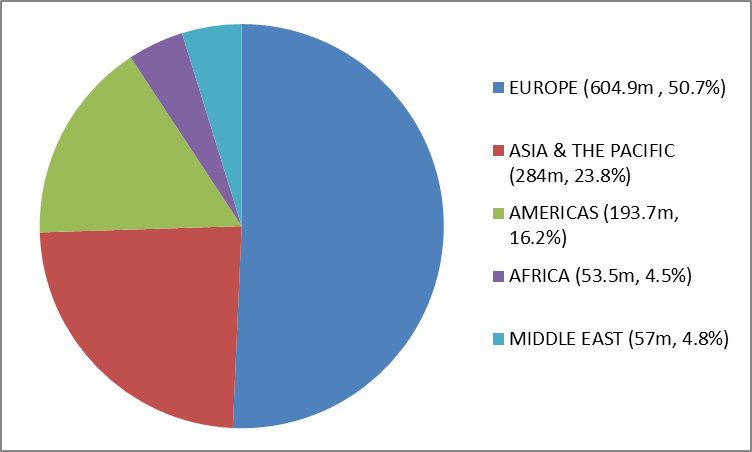 EUROPE (604.9m , 50.7%)
ASIA & THE PACIFIC
(284m, 23.8%)
AMERICAS (193.7m,
16.2%)
AFRICA (53.5m, 4.5%)
MIDDLE EAST (57m, 4.8%)